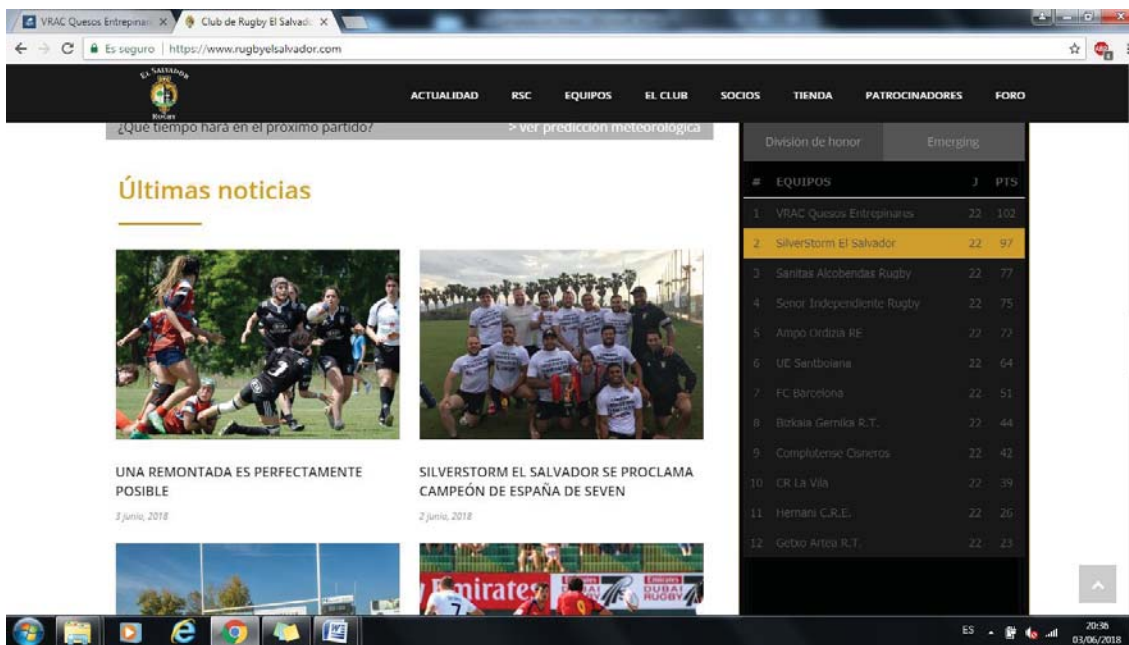 VRAC Quesos Entrepinar
Club de Rugby El Salvado
Es seguro | https://www.rugbyelsalvador.com
EL SALVADOR
RUGBY
ACTUALIDAD RSC EQUIPOS EL CLUB SOCIOS TIENDA PATROCINADORES FORO
¿Qué tiempo hará en el próximo partido? > ver predicción meteorológica
Últimas noticias
UNA REMONTADA ES PERFECTAMENTE
POSIBLE
3 junio, 2018
SILVERSTORM EL SALVADOR SE PROCLAMA
CAMPEÓN DE ESPAÑA DE SEVEN
2 junio, 2018
Emirates
DUBAI
RUGBY
7
9
División de honor Emerging
# EQUIPOS J PTS
1 VRAC Quesos Entrepinares 22 102
2 SilverStorm El Salvador 22 97
3 Sanitas Alcobendas Rugby 22 77
4 Senor Independiente Rugby 22 75
5 Ampo Ordizia RE 22 72
6 UE Santboiana 22 64
7 FC Barcelona 22 51
8 Bizkaia Gernika R.T. 22 44
9 Complutense Cisneros 22 42
10 CR La Vila 22 39
11 Hernani C.R.E. 22 26
12 Getxo Artea R.T. 22 23
ES
20:36
03/06/2018